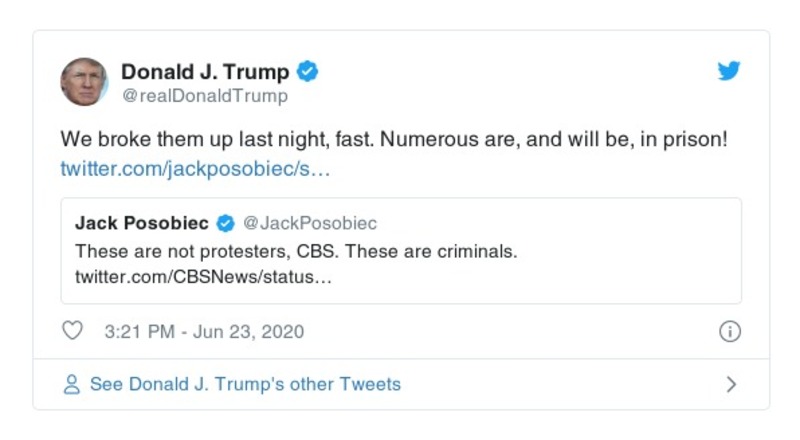 Donald J. Trump
@realDonaldTrump
We broke them up last night, fast. Numerous are, and will be, in prison!
twitter.com/jackposobiec/s…
Jack Posobiec @JackPosobiec
These are not protesters, CBS. These are criminals.
twitter.com/CBSNews/status…
3:21 PM - Jun 23, 2020
See Donald J. Trump's other Tweets